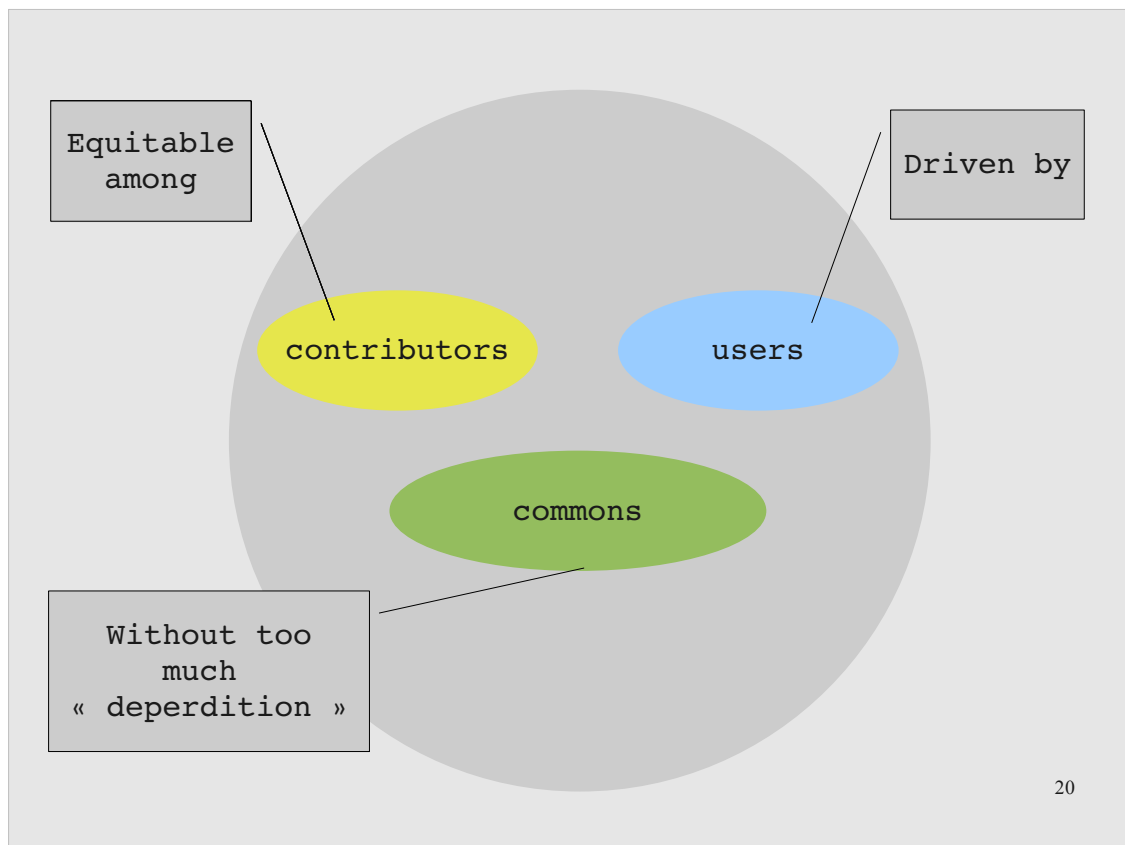 Equitable
among
Driven by
contributors
users
commons
Without too
much
« deperdition »
20